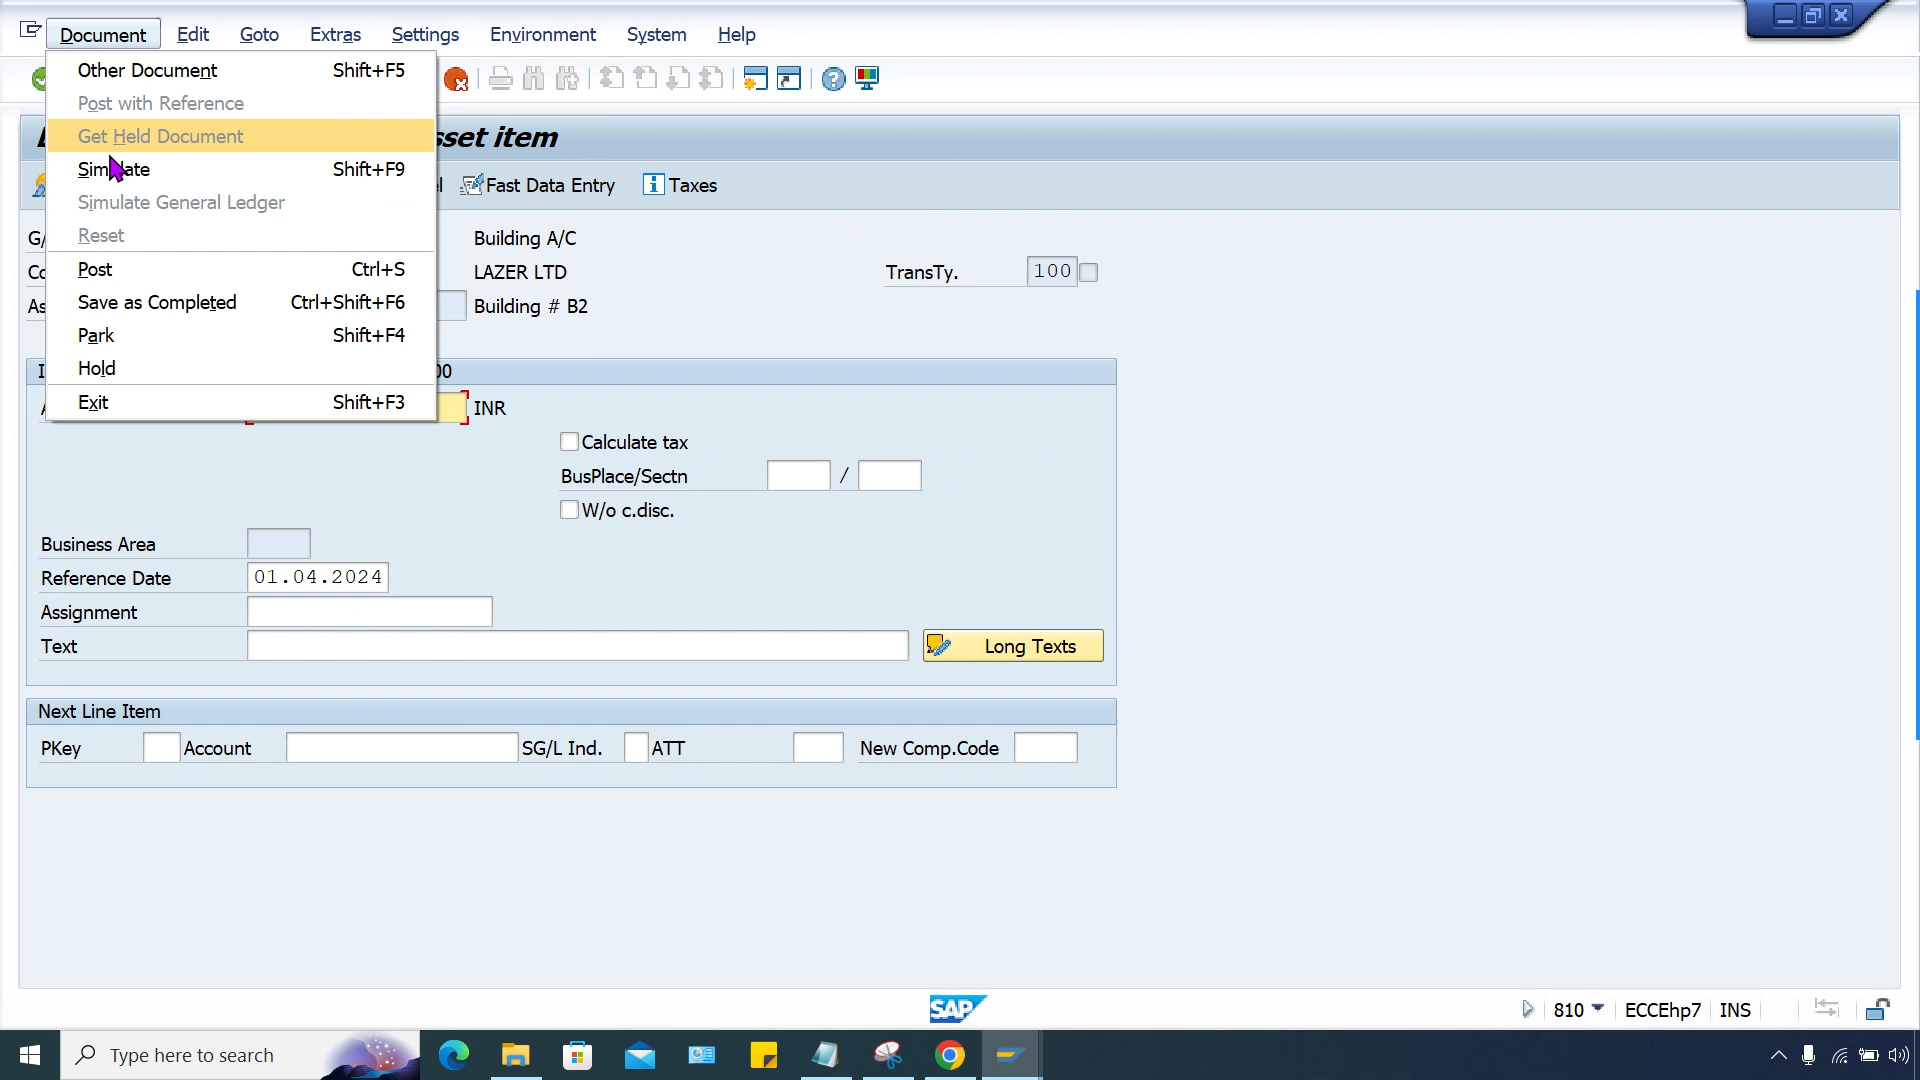 Document Edit Goto Extras Settings Environment System Help
Other Document Shift+F5
Post with Reference
Get Held Document
Simulate Shift+F9
Simulate General Ledger
Reset
Post Ctrl+S
Save as Completed Ctrl+Shift+F6
Park Shift+F4
Hold
Exit Shift+F3
sset item
Fast Data Entry Taxes
G/ Building A/C
Co LAZER LTD TransTy. 100
As Building # B2
00
INR
Calculate tax
BusPlace/Sectn /
W/o c.disc.
Business Area
Reference Date 01.04.2024
Assignment
Text Long Texts
Next Line Item
PKey Account SG/L Ind. ATT New Comp.Code
SAP 810 ECCEhp7 INS
Type here to search